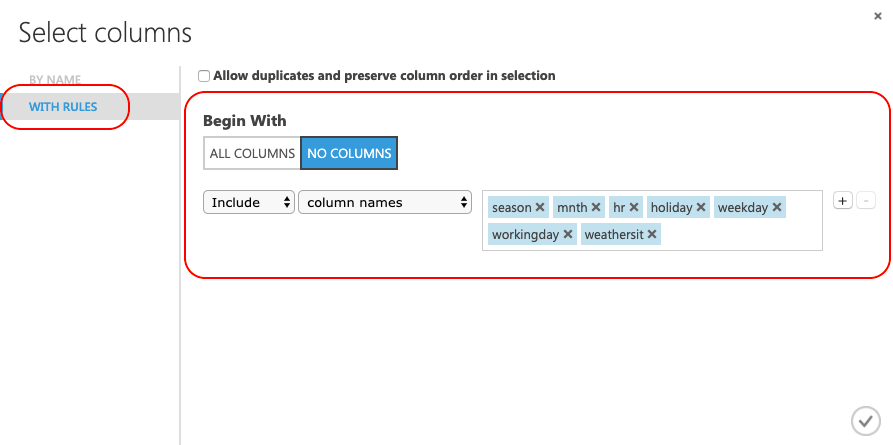 Select columns
BY NAME
WITH RULES
Allow duplicates and preserve column order in selection
Begin With
ALL COLUMNS NO COLUMNS
Include column names season mnth hr holiday weekday
workingday weathersit